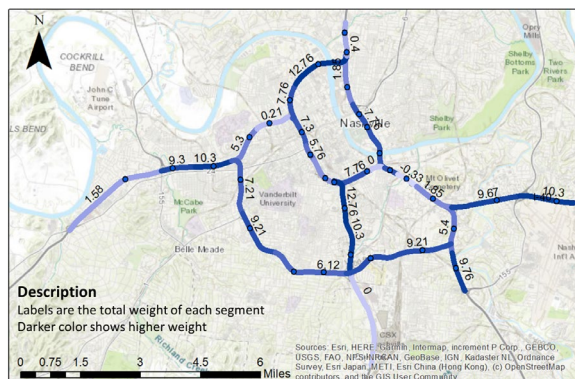 N
COCKRILL
BEND
John C
Tune
Airport
LS BEND
Opry
Mills
Shelby
Bottoms
Park
Two
Rivers
Park
0.4
12.76
7.76
0.21
7.3
5.76
5.3
9.3
10.3
1.58
155
McCabe
Park
7.21
9.21
Vanderbilt
University
Nashville
Shelby
Park
7.76
0
-0.33
Mt Olivet
1.65
9.67
10.3
5.4
12.76
10.3
9.21
9.76
155
6.12
0
Belle Meade
Description
Labels are the total weight of each segment
Darker color shows higher weight
Richland Creek
0 0.75 1.5 3 4.5 6
Miles
Sources: Esri, HERE, Garmin, Intermap, increment P Corp., GEBCO,
USGS, FAO, NPS, NRCAN, GeoBase, IGN, Kadaster NL, Ordnance
Survey, Esri Japan, METI, Esri China (Hong Kong), (c) OpenStreetMap
contributors, and the GIS User Community